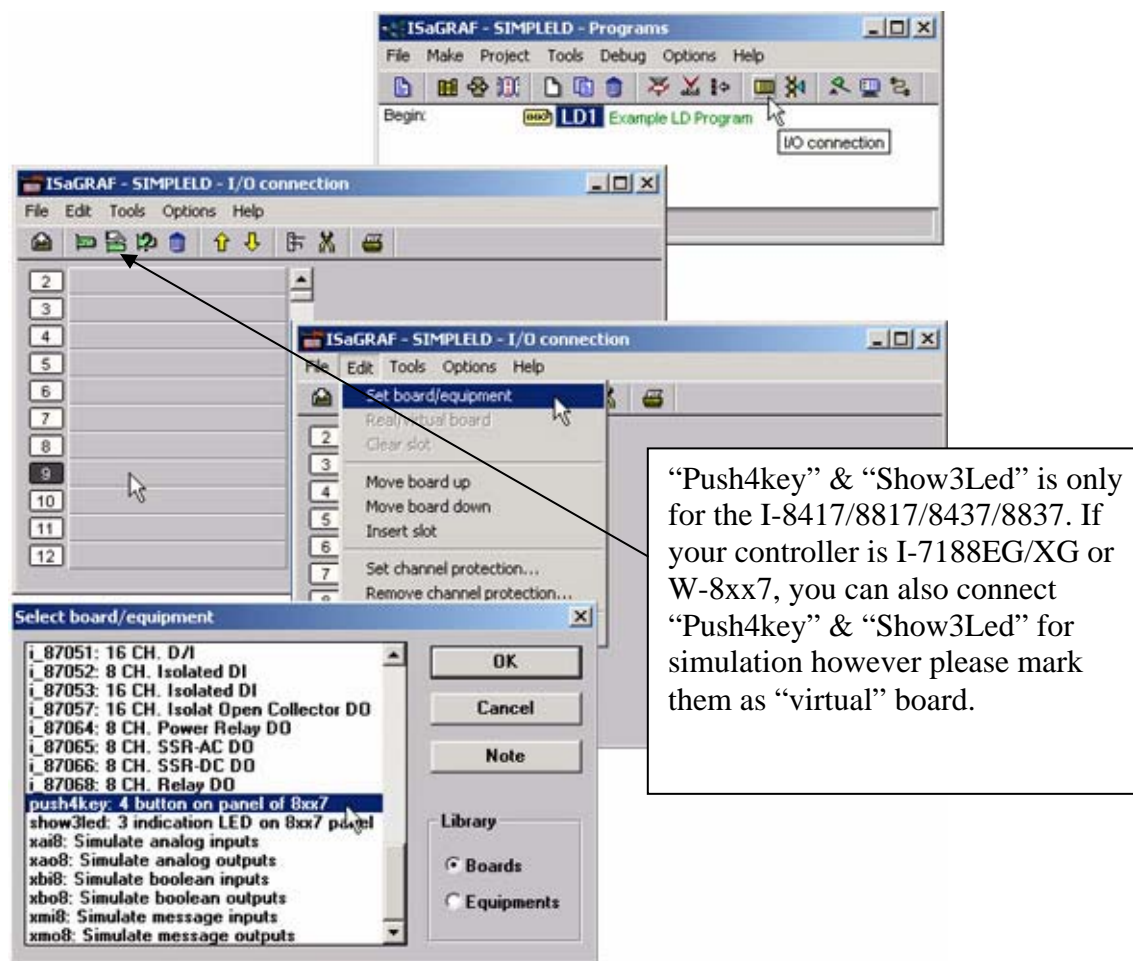 ISaGRAF - SIMPLELD - Programs
File Make Project Tools Debug Options Help
Begin: LD1 Example LD Program
I/O connection
ISaGRAF - SIMPLELD - I/O connection
File Edit Tools Options Help
2
3
4
5
6
7
8
9
10
11
12
ISaGRAF - SIMPLELD - I/O connection
File Edit Tools Options Help
Set board/equipment
Real/virtual board
Clear slot
Move board up
Move board down
Insert slot
Set channel protection...
Remove channel protection...
2
3
4
5
6
7
“Push4key” & “Show3Led” is only
for the I-8417/8817/8437/8837. If
your controller is I-7188EG/XG or
W-8xx7, you can also connect
“Push4key” & “Show3Led” for
simulation however please mark
them as “virtual” board.
Select board/equipment
i_87051: 16 CH. D/I
i_87052: 8 CH. Isolated DI
i_87053: 16 CH. Isolated DI
i_87057: 16 CH. Isolat Open Collector DO
i_87064: 8 CH. Power Relay DO
i_87065: 8 CH. SSR-AC DO
i_87066: 8 CH. SSR-DC DO
i_87068: 8 CH. Relay DO
push4key: 4 button on panel of 8xx7
show3led: 3 indication LED on 8xx7 panel
xai8: Simulate analog inputs
xao8: Simulate analog outputs
xbi8: Simulate boolean inputs
xbo8: Simulate boolean outputs
xmi8: Simulate message inputs
xmo8: Simulate message outputs
OK
Cancel
Note
Library
Boards
Equipments